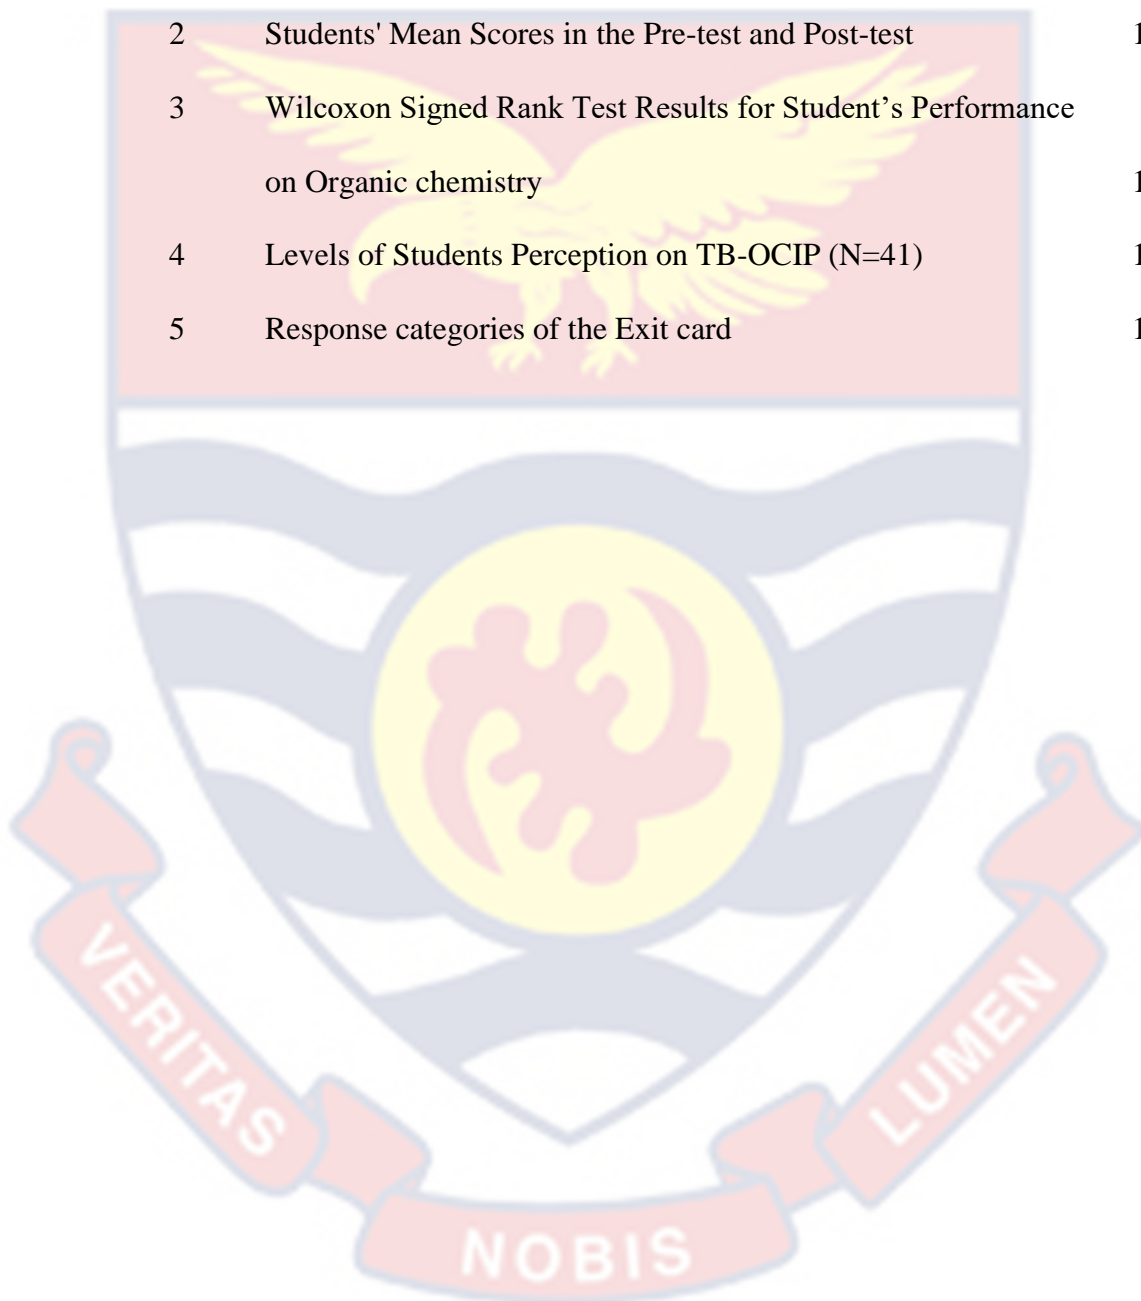 2 Students' Mean Scores in the Pre-test and Post-test 1
3 Wilcoxon Signed Rank Test Results for Student’s Performance
on Organic chemistry 1
4 Levels of Students Perception on TB-OCIP (N=41) 1
5 Response categories of the Exit card 1
VERITAS
NOBIS
LUMEN